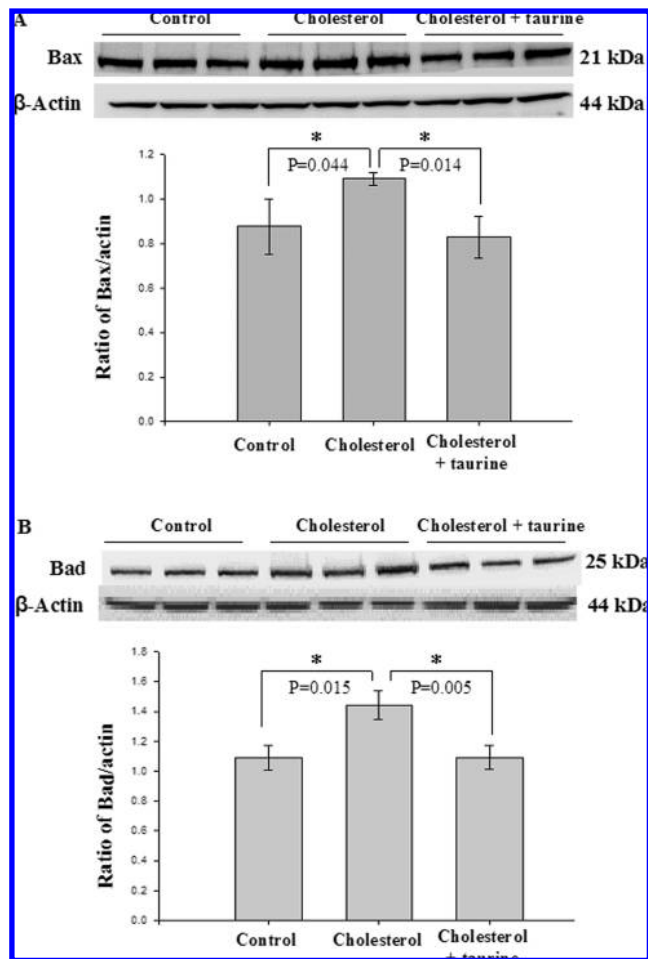 A
Control Cholesterol Cholesterol + taurine
Bax 21 kDa
β-Actin 44 kDa
* *
P=0.044 P=0.014
1.2
1.0
0.8
0.6
0.4
0.2
0.0
Ratio of Bax/actin
Control Cholesterol Cholesterol
+ taurine
B
Control Cholesterol Cholesterol + taurine
Bad 25 kDa
β-Actin 44 kDa
* *
P=0.015 P=0.005
1.8
1.6
1.4
1.2
1.0
0.8
0.6
0.4
0.2
0.0
Ratio of Bad/actin
Control Cholesterol Cholesterol
+ taurine